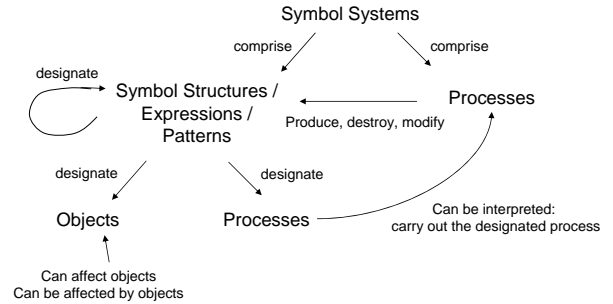 Symbol Systems
comprise
comprise
designate
Symbol Structures /
Expressions /
Patterns
Processes
Produce, destroy, modify
designate
designate
Objects
Processes
Can be interpreted:
carry out the designated process
Can affect objects
Can be affected by objects